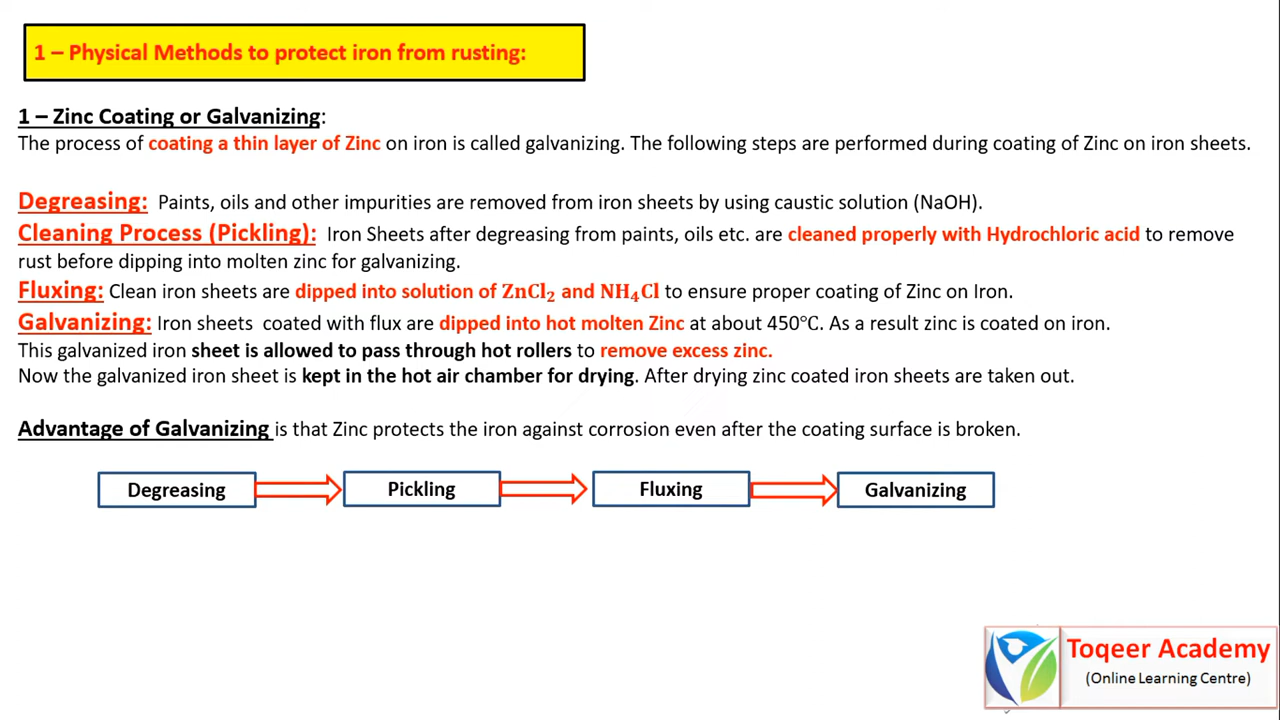 1 – Physical Methods to protect iron from rusting:
1 – Zinc Coating or Galvanizing:
The process of coating a thin layer of Zinc on iron is called galvanizing. The following steps are performed during coating of Zinc on iron sheets.
Degreasing: Paints, oils and other impurities are removed from iron sheets by using caustic solution (NaOH).
Cleaning Process (Pickling): Iron Sheets after degreasing from paints, oils etc. are cleaned properly with Hydrochloric acid to remove
rust before dipping into molten zinc for galvanizing.
Fluxing: Clean iron sheets are dipped into solution of ZnCl₂ and NH₄Cl to ensure proper coating of Zinc on Iron.
Galvanizing: Iron sheets coated with flux are dipped into hot molten Zinc at about 450℃. As a result zinc is coated on iron.
This galvanized iron sheet is allowed to pass through hot rollers to remove excess zinc.
Now the galvanized iron sheet is kept in the hot air chamber for drying. After drying zinc coated iron sheets are taken out.
Advantage of Galvanizing is that Zinc protects the iron against corrosion even after the coating surface is broken.
Degreasing Pickling Fluxing Galvanizing
Toqeer Academy
(Online Learning Centre)